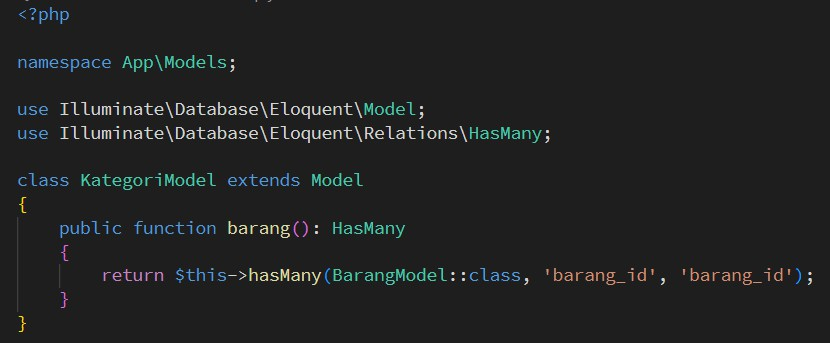 <?php
namespace App\Models;
use Illuminate\Database\Eloquent\Model;
use Illuminate\Database\Eloquent\Relations\HasMany;
class KategoriModel extends Model
{
    public function barang(): HasMany
    {
        return $this->hasMany(BarangModel::class, 'barang_id', 'barang_id');
    }
}